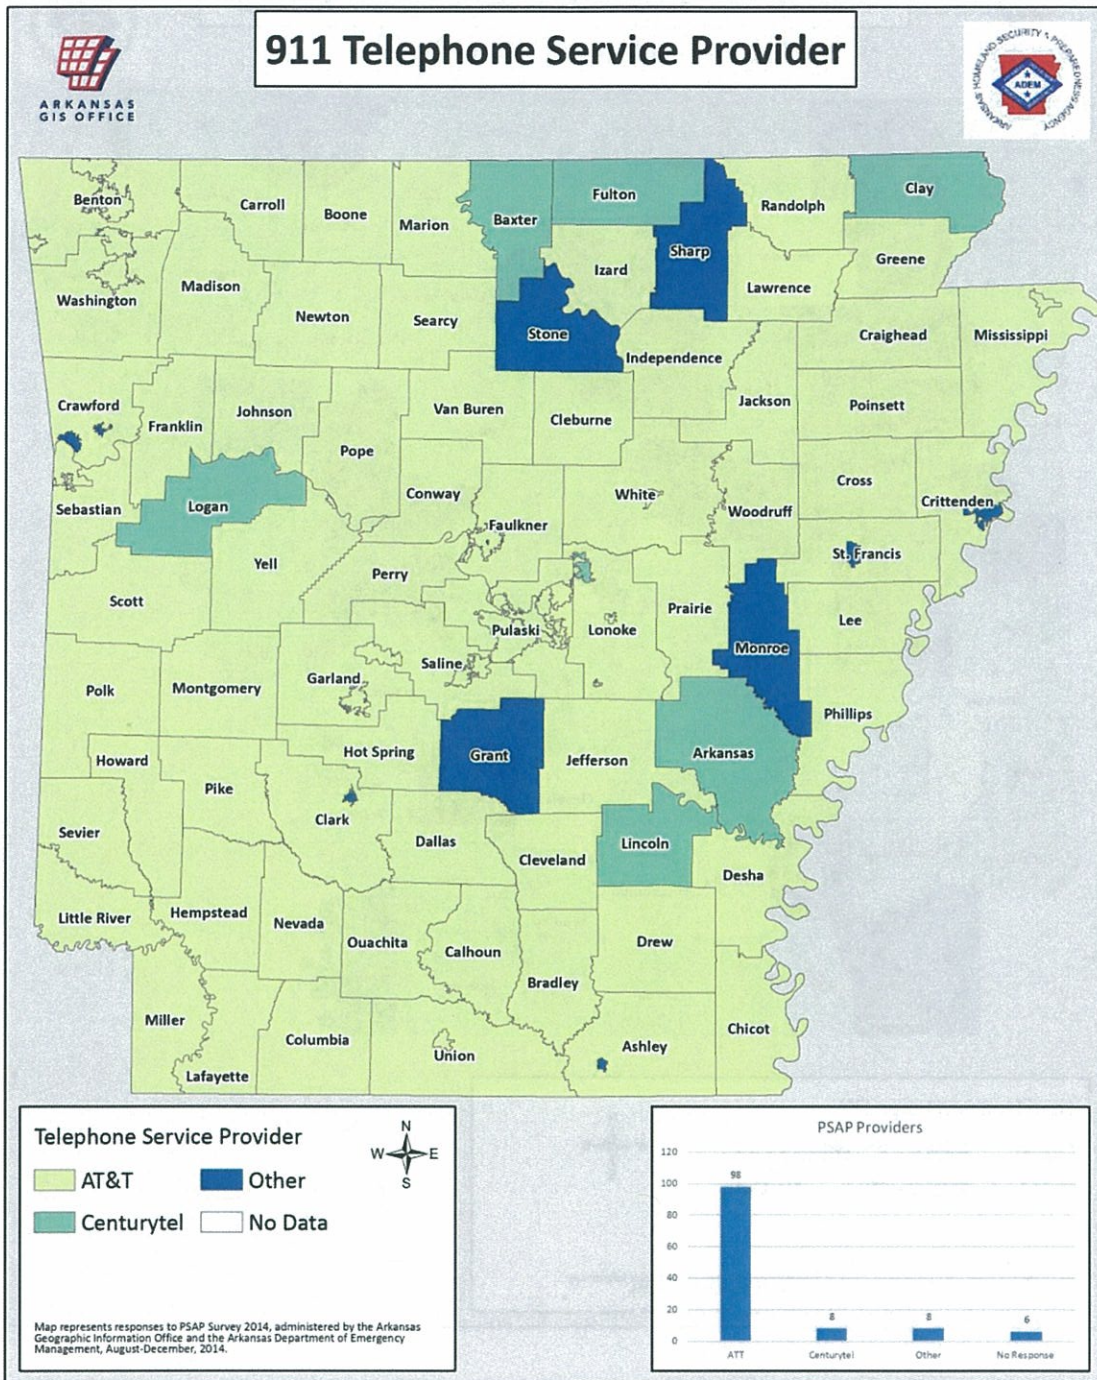 911 Telephone Service Provider
ARKANSAS
GIS OFFICE
ARKANSAS HOMELAND SECURITY & PREPAREDNESS AGENCY
ADEM
Benton
Carroll
Boone
Marion
Baxter
Fulton
Sharp
Randolph
Clay
Washington
Madison
Newton
Searcy
Stone
Izard
Lawrence
Greene
Independence
Craighead
Mississippi
Crawford
Franklin
Johnson
Pope
Van Buren
Cleburne
Jackson
Poinsett
Sebastian
Logan
Conway
Faulkner
White
Woodruff
Cross
Crittenden
St. Francis
Scott
Yell
Perry
Pulaski
Lonoke
Prairie
Monroe
Lee
Polk
Montgomery
Garland
Saline
Phillips
Howard
Pike
Hot Spring
Grant
Jefferson
Arkansas
Sevier
Clark
Dallas
Cleveland
Lincoln
Desha
Little River
Hempstead
Nevada
Ouachita
Calhoun
Bradley
Drew
Miller
Lafayette
Columbia
Union
Ashley
Chicot
Telephone Service Provider
AT&T
Other
Centurytel
No Data
N
W E
S
Map represents responses to PSAP Survey 2014, administered by the Arkansas
Geographic Information Office and the Arkansas Department of Emergency
Management, August-December, 2014.
PSAP Providers
120
100
80
60
40
20
0
98
8
8
6
ATT
Centurytel
Other
No Response